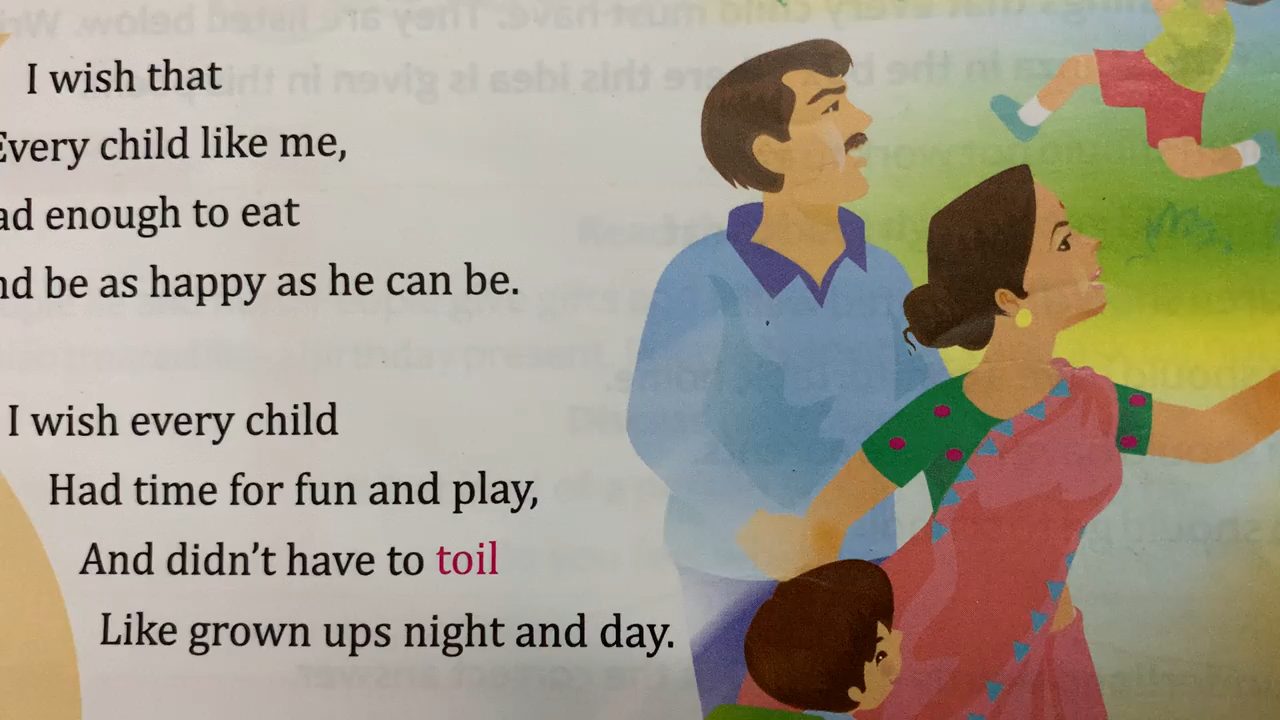 I wish that
Every child like me,
ad enough to eat
nd be as happy as he can be.
I wish every child
Had time for fun and play,
And didn't have to toil
Like grown ups night and day.